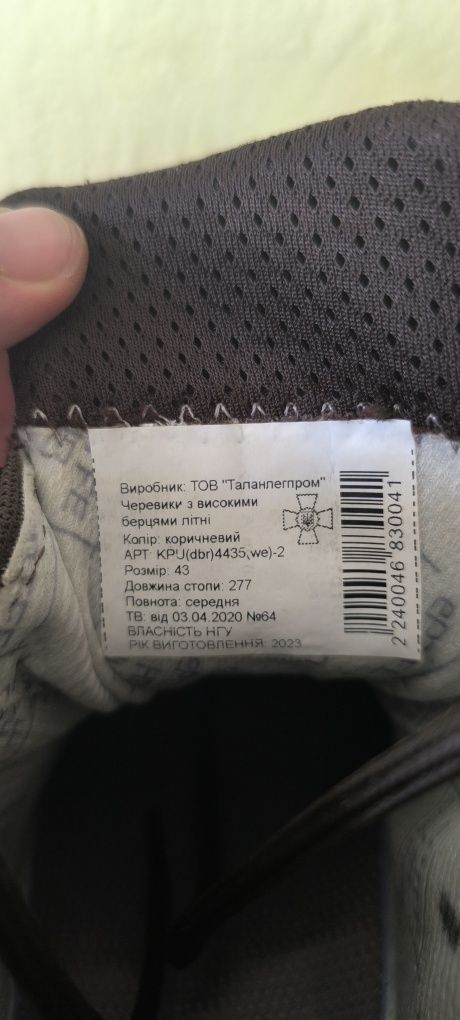 Виробник: ТОВ "Таланлегпром"
Черевики з високими
берцями літні
Колір: коричневий
АРТ: KPU(dbr)4435,we)-2
Розмір: 43
Довжина стопи: 277
Повнота: середня
ТВ: від 03.04.2020 №64
ВЛАСНІСТЬ НГУ
РІК ВИГОТОВЛЕННЯ: 2023
2 240046 830041